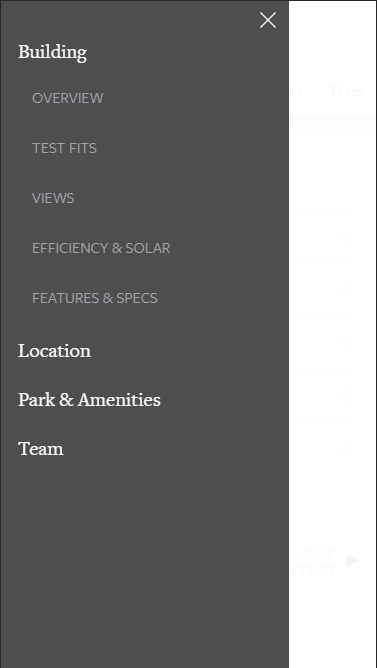 Building
OVERVIEW
TEST FITS
VIEWS
EFFICIENCY & SOLAR
FEATURES & SPECS
Location
Park & Amenities
Team
Team
Next